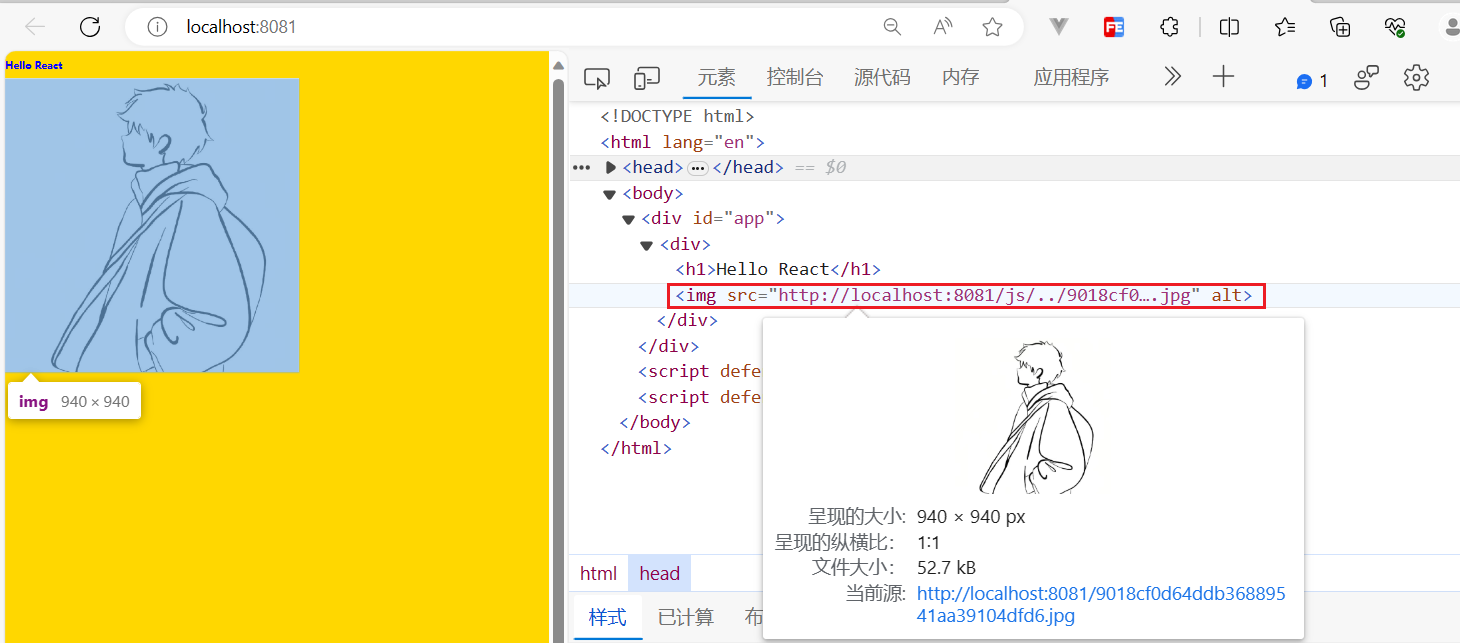 localhost:8081
Hello React
img 940 × 940
元素 控制台 源代码 内存 应用程序 1
<!DOCTYPE html>
<html lang="en">
••• <head> ••• </head> == $0
<body>
<div id="app">
<div>
<h1>Hello React</h1>
<img src="http://localhost:8081/js/../9018cf0….jpg" alt>
</div>
</div>
<script defe
<script defe
</body>
</html>
呈现的大小: 940 × 940 px
呈现的纵横比: 1∶1
文件大小: 52.7 kB
当前源: http://localhost:8081/9018cf0d64ddb368895
41aa39104dfd6.jpg
html head
样式 已计算 布